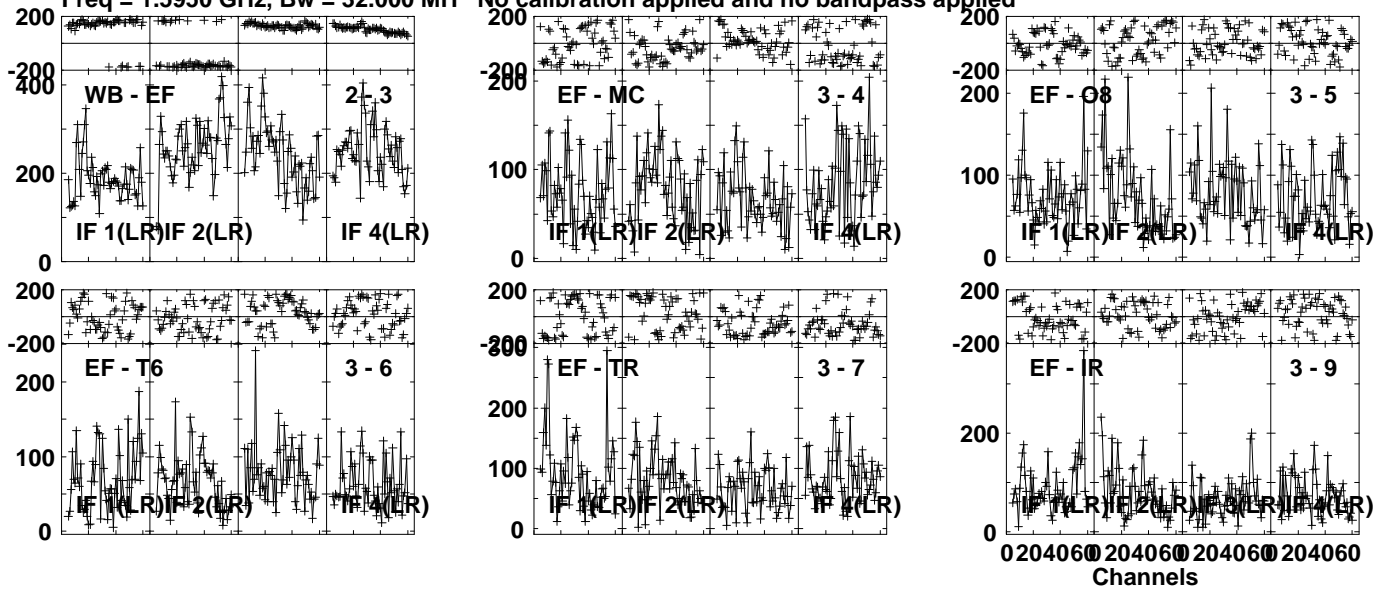 Freq = 1.5950 GHz, Bw = 32.000 MH No calibration applied and no bandpass applied
200
-200
400
200
0
WB - EF
2 - 3
IF 1(LR)
IF 2(LR)
IF 4(LR)
200
-200
200
100
0
EF - MC
3 - 4
IF 1(LR)
IF 2(LR)
IF 4(LR)
200
-200
200
100
0
EF - O8
3 - 5
IF 1(LR)
IF 2(LR)
IF 4(LR)
200
-200
200
100
0
EF - T6
3 - 6
IF 1(LR)
IF 2(LR)
IF 4(LR)
200
-200
300
200
100
0
EF - TR
3 - 7
IF 1(LR)
IF 2(LR)
IF 4(LR)
200
-200
200
0
EF - IR
3 - 9
IF 1(LR)
IF 2(LR)
IF 3(LR)
IF 4(LR)
0 20 40 60 0 20 40 60 0 20 40 60 0 20 40 60
Channels